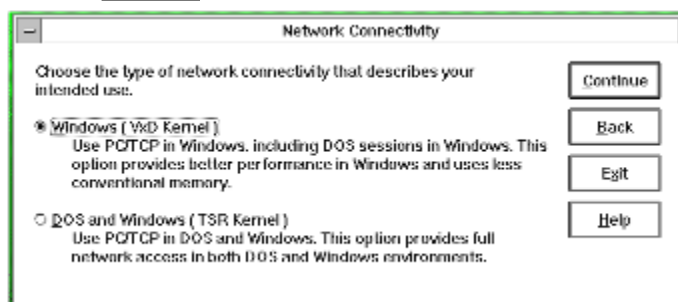 Network Connectivity
Choose the type of network connectivity that describes your
intended use.
Continue
Windows ( VxD Kernel )
Use PC/TCP in Windows, including DOS sessions in Windows. This
option provides better performance in Windows and uses less
conventional memory.
Back
Exit
DOS and Windows ( TSR Kernel )
Use PC/TCP in DOS and Windows. This option provides full
network access in both DOS and Windows environments.
Help